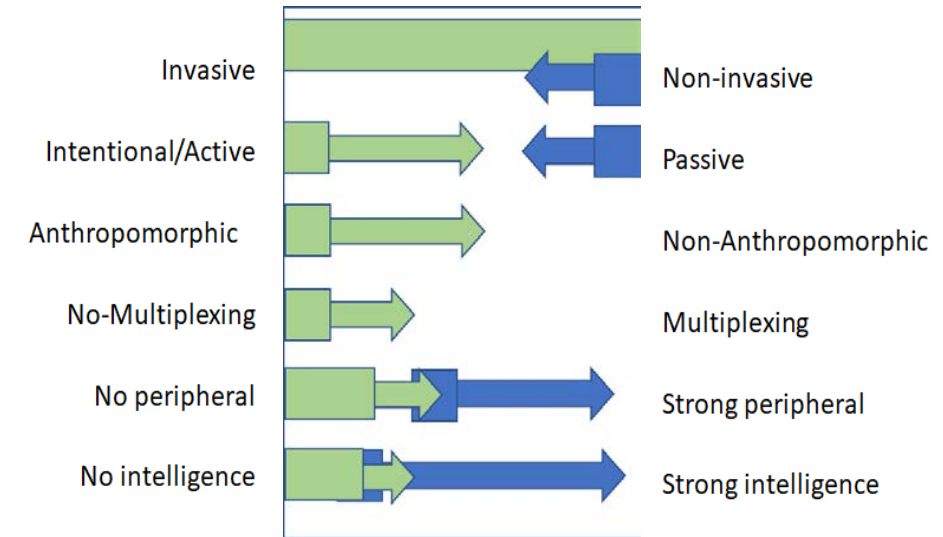 Invasive
Non-invasive
Intentional/Active
Passive
Anthropomorphic
Non-Anthropomorphic
No-Multiplexing
Multiplexing
No peripheral
Strong peripheral
No intelligence
Strong intelligence